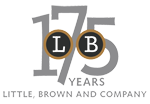 175
LB
YEARS
LITTLE, BROWN AND COMPANY